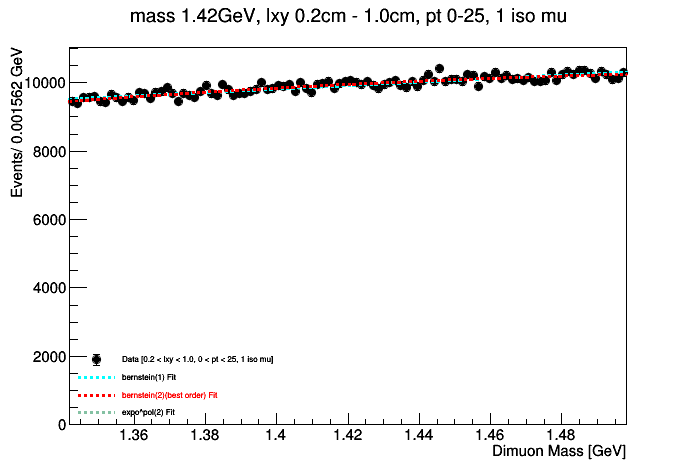 mass 1.42GeV, lxy 0.2cm - 1.0cm, pt 0-25, 1 iso mu
Events/ 0.001562 GeV
10000
8000
6000
4000
2000
0
Data [0.2 < lxy < 1.0, 0 < pt < 25, 1 iso mu]
bernstein(1) Fit
bernstein(2)(best order) Fit
expo*pol(2) Fit
1.36 1.38 1.4 1.42 1.44 1.46 1.48
Dimuon Mass [GeV]